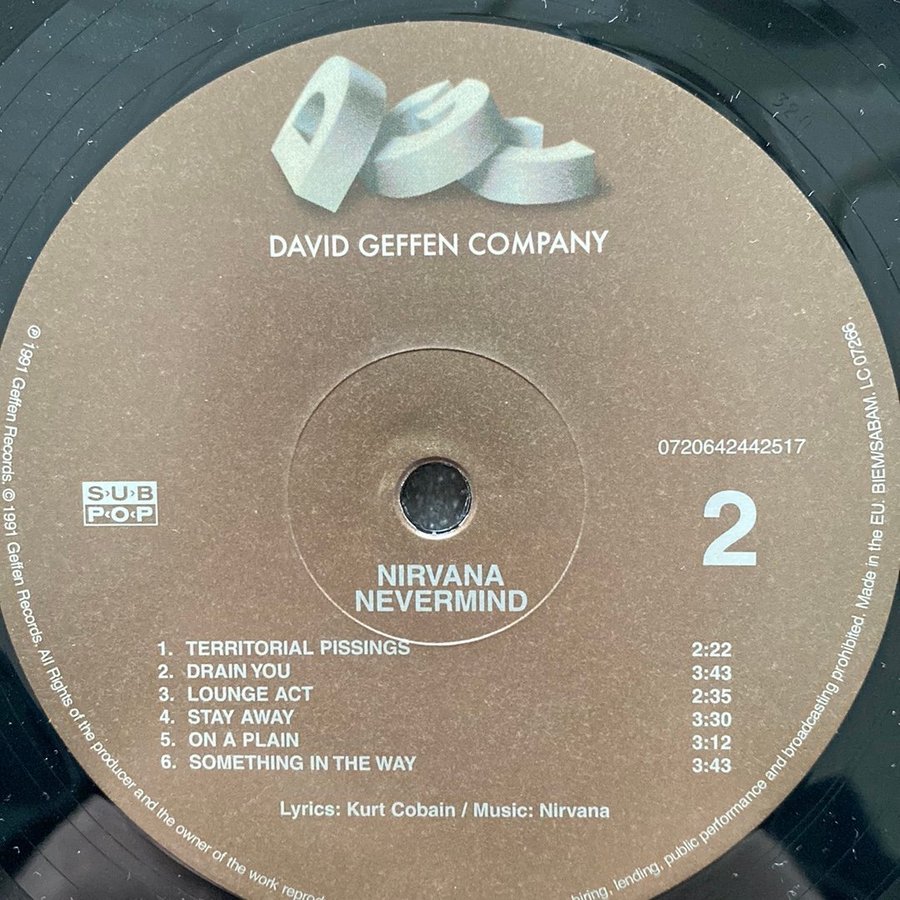 DGC
DAVID GEFFEN COMPANY
0720642442517
S·U·B
P·O·P
2
NIRVANA
NEVERMIND
1. TERRITORIAL PISSINGS 2:22
2. DRAIN YOU 3:43
3. LOUNGE ACT 2:35
4. STAY AWAY 3:30
5. ON A PLAIN 3:12
6. SOMETHING IN THE WAY 3:43
Lyrics: Kurt Cobain / Music: Nirvana
℗ 1991 Geffen Records. © 1991 Geffen Records. All Rights of the producer and the owner of the work
hiring, lending, public performance and broadcasting prohibited. Made in the EU. BIEM/SABAM. LC 07266.